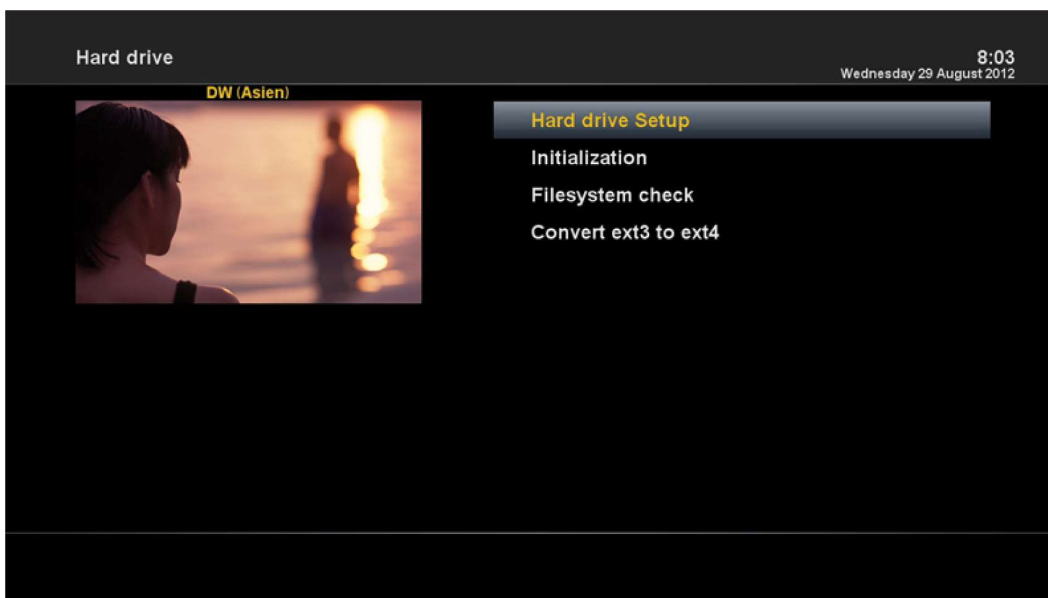 Hard drive
8:03
Wednesday 29 August 2012
DW (Asien)
Hard drive Setup
Initialization
Filesystem check
Convert ext3 to ext4